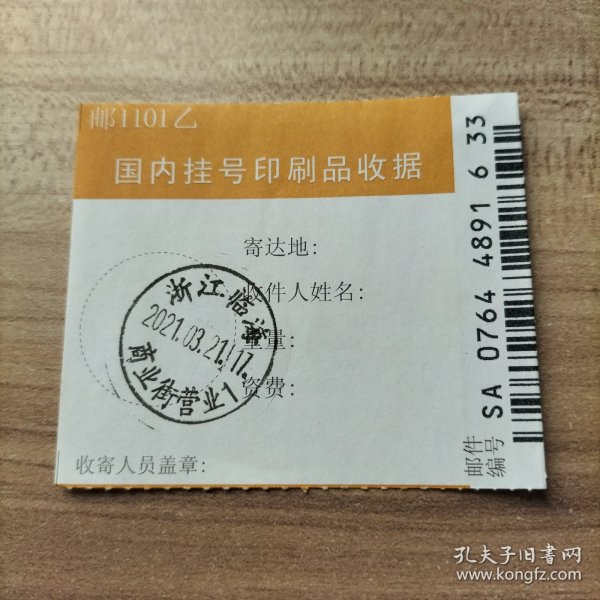 邮1101乙
国内挂号印刷品收据
寄达地:
收件人姓名:
重量:
资费:
收寄人员盖章:
浙江临海
2021.03.21.17
商业街营业1
邮件
编号
SA 0764 4891 6 33
孔夫子旧书网
www.kongfz.com